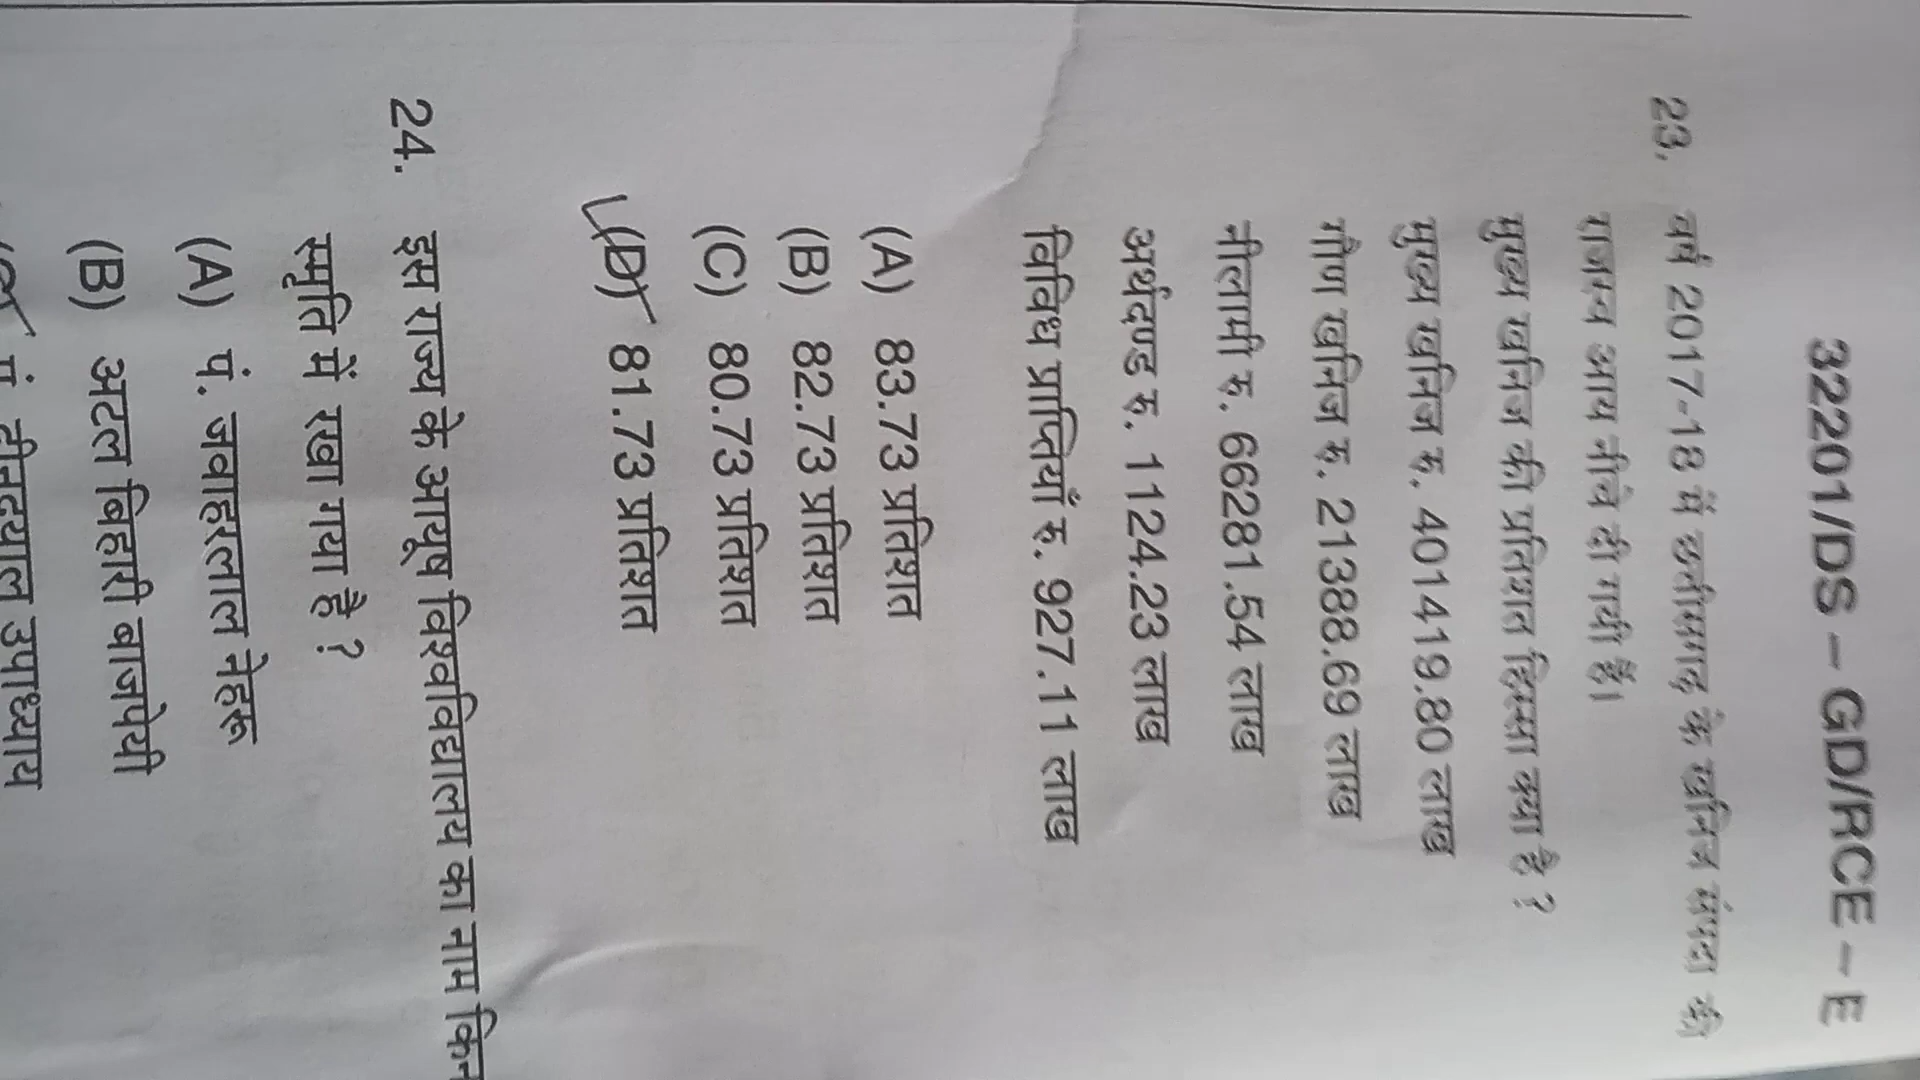 32201/DS – GD/RCE – E
23. वर्ष 2017-18 में छत्तीसगढ़ के खनिज संपदा की
राजस्व आय नीचे दी गयी हैं।
मुख्य खनिज की प्रतिशत हिस्सा क्या है ?
मुख्य खनिज रु. 401419.80 लाख
गौण खनिज रु. 21388.69 लाख
नीलामी रु. 66281.54 लाख
अर्थदण्ड रु. 1124.23 लाख
विविध प्राप्तियाँ रु. 927.11 लाख
(A) 83.73 प्रतिशत
(B) 82.73 प्रतिशत
(C) 80.73 प्रतिशत
(D) 81.73 प्रतिशत
24. इस राज्य के आयूष विश्वविद्यालय का नाम
स्मृति में रखा गया है ?
(A) पं. जवाहरलाल नेहरू
(B) अटल बिहारी बाजपेयी
पं. दीनदयाल उपाध्याय